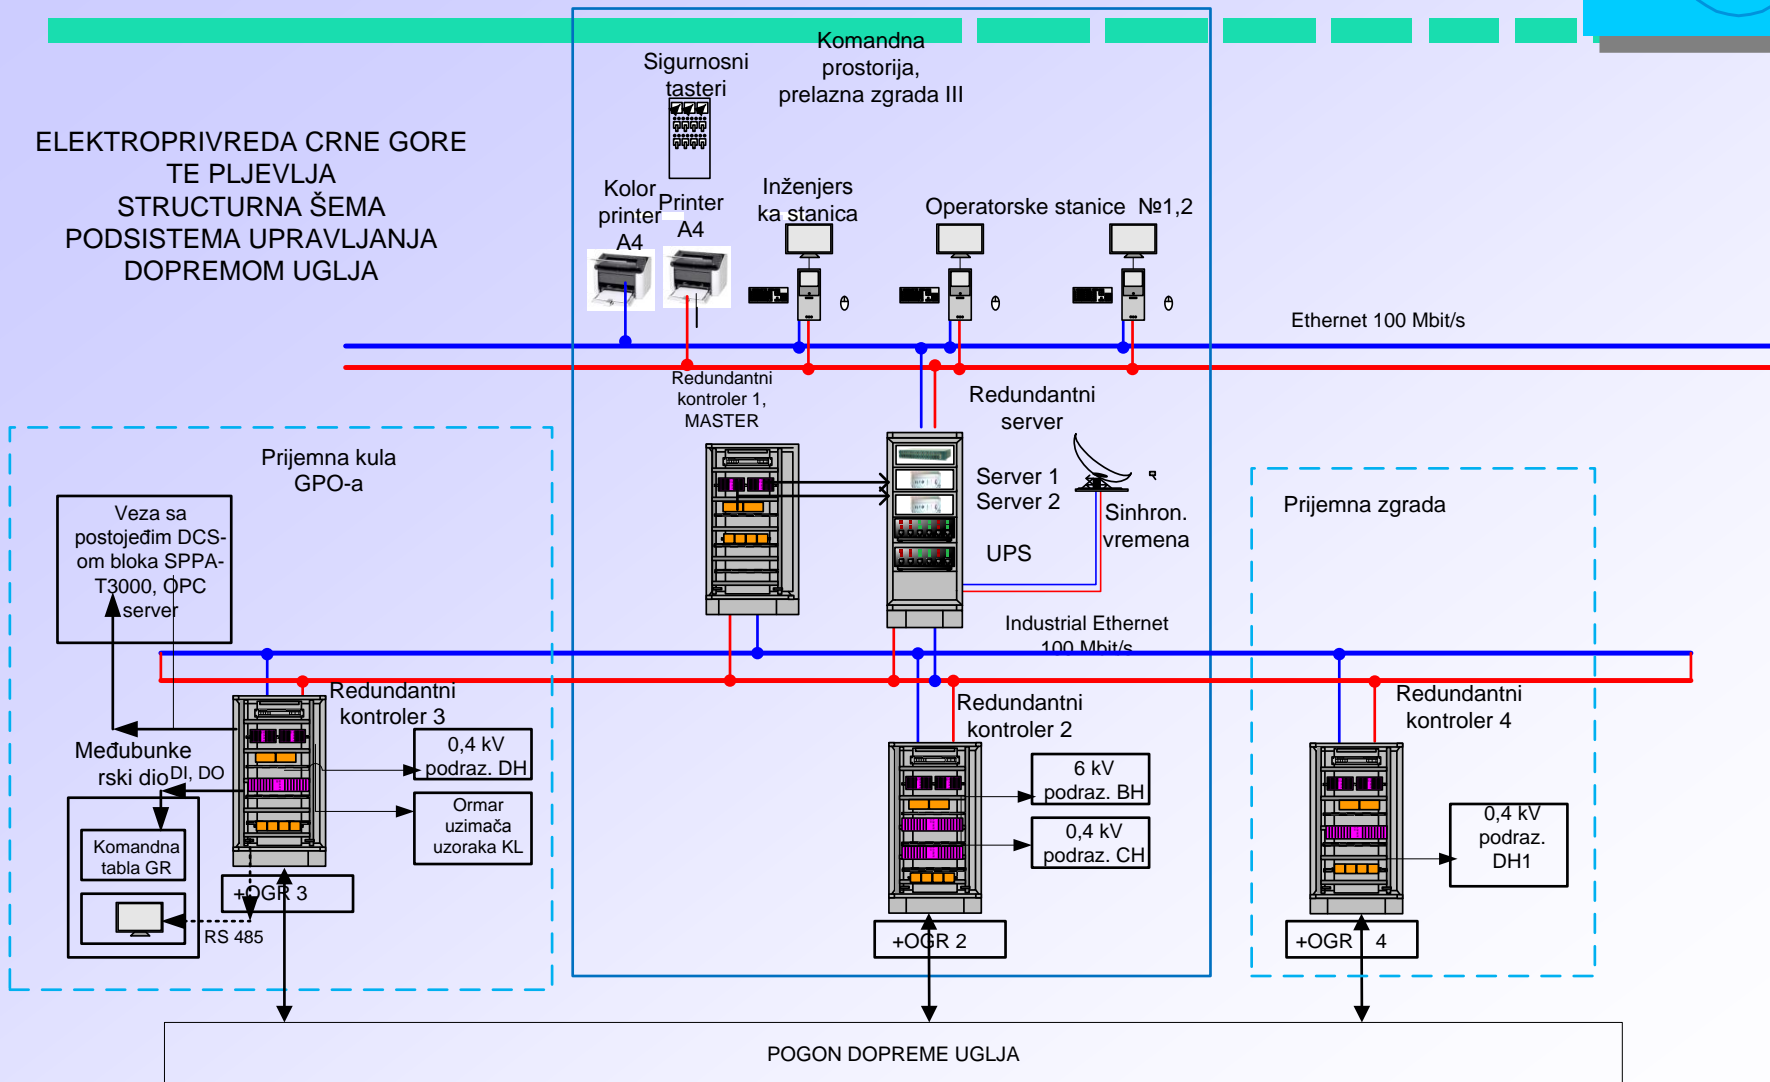 ELEKTROPRIVREDA CRNE GORE
TE PLJEVLJA
STRUCTURNA ŠEMA
PODSISTEMA UPRAVLJANJA
DOPREMOM UGLJA
Komandna
prostorija,
prelazna zgrada III
Sigurnosni
tasteri
Kolor
printer
A4
Printer
A4
Inženjers
ka stanica
Operatorske stanice №1,2
Ethernet 100 Mbit/s
Redundantni
kontroler 1,
MASTER
Redundantni
server
Server 1
Server 2
UPS
Sinhron.
vremena
Industrial Ethernet
100 Mbit/s
Prijemna kula
GPO-a
Veza sa
postojeđim DCS-
om bloka SPPA-
T3000, OPC
server
Redundantni
kontroler 3
Međubunke
rski dio
DI, DO
Komandna
tabla GR
RS 485
+OGR 3
0,4 kV
podraz. DH
Ormar
uzimača
uzoraka KL
Redundantni
kontroler 2
6 kV
podraz. BH
0,4 kV
podraz. CH
+OGR 2
Prijemna zgrada
Redundantni
kontroler 4
0,4 kV
podraz.
DH1
+OGR 4
POGON DOPREME UGLJA